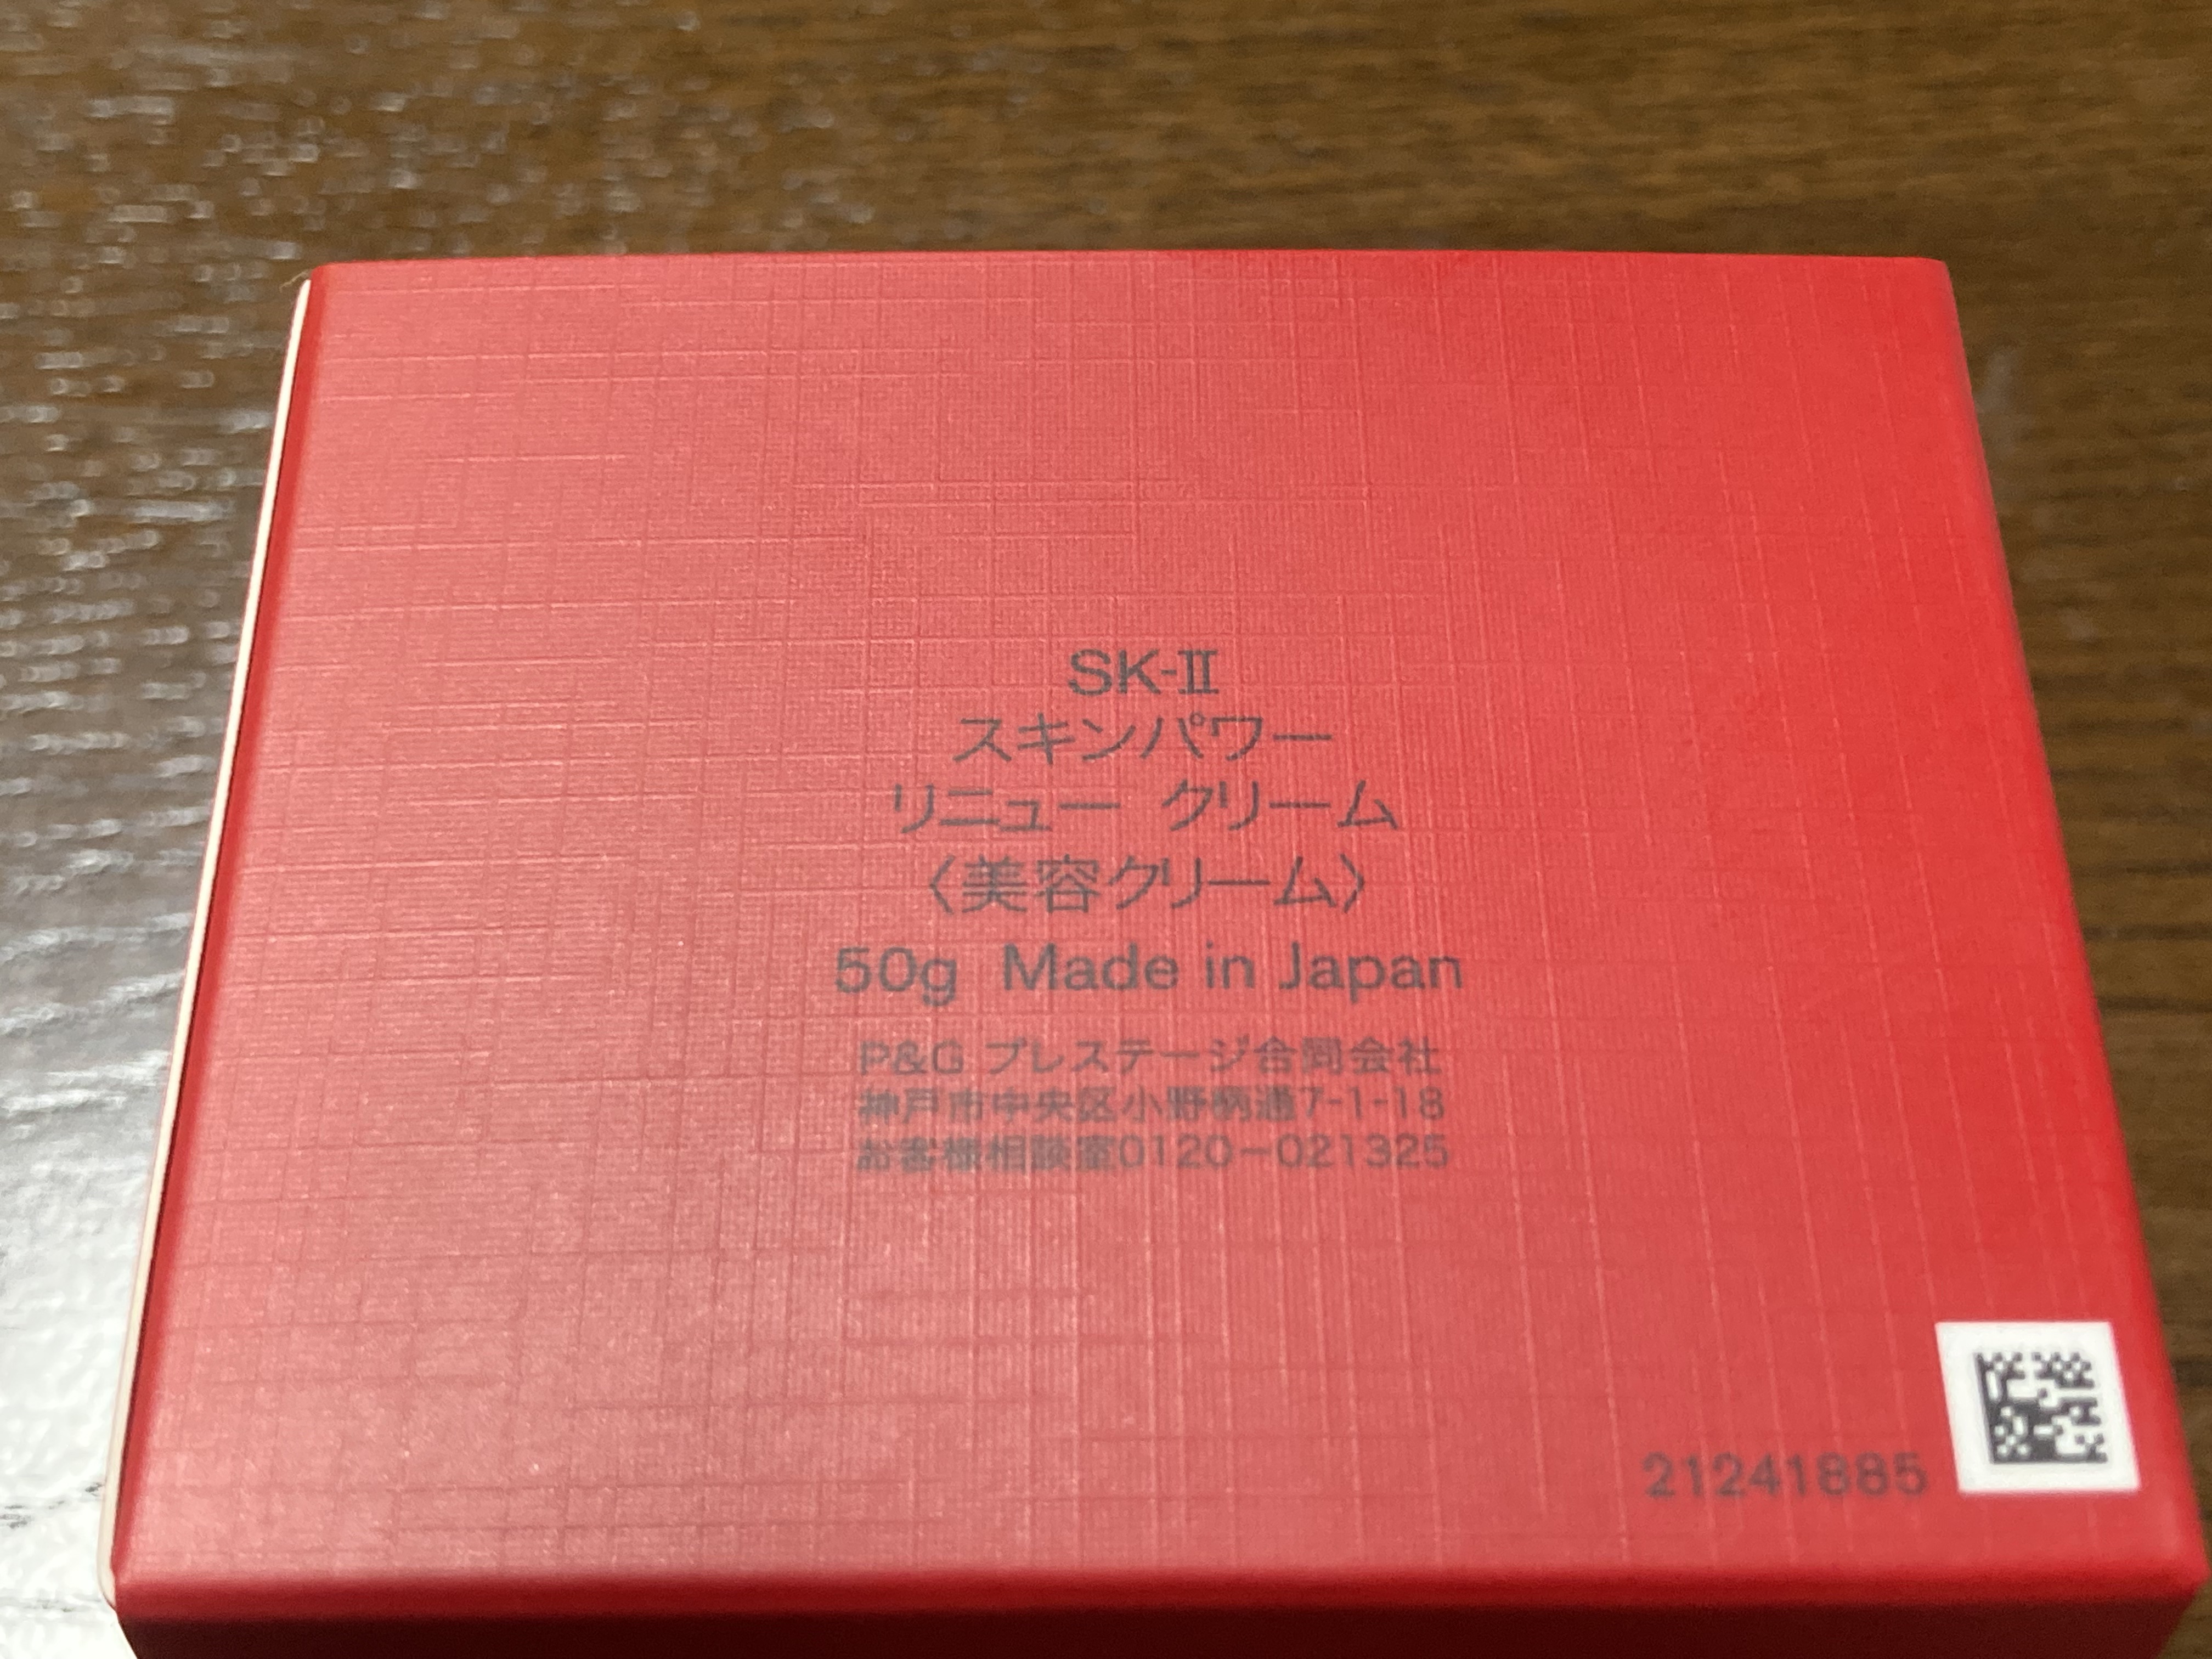 SK-Ⅱ
スキンパワー
リニュー クリーム
〈美容クリーム〉
50g Made in Japan
P&G プレステージ合同会社
神戸市中央区小野柄通7-1-18
お客様相談室0120-021325
21241885